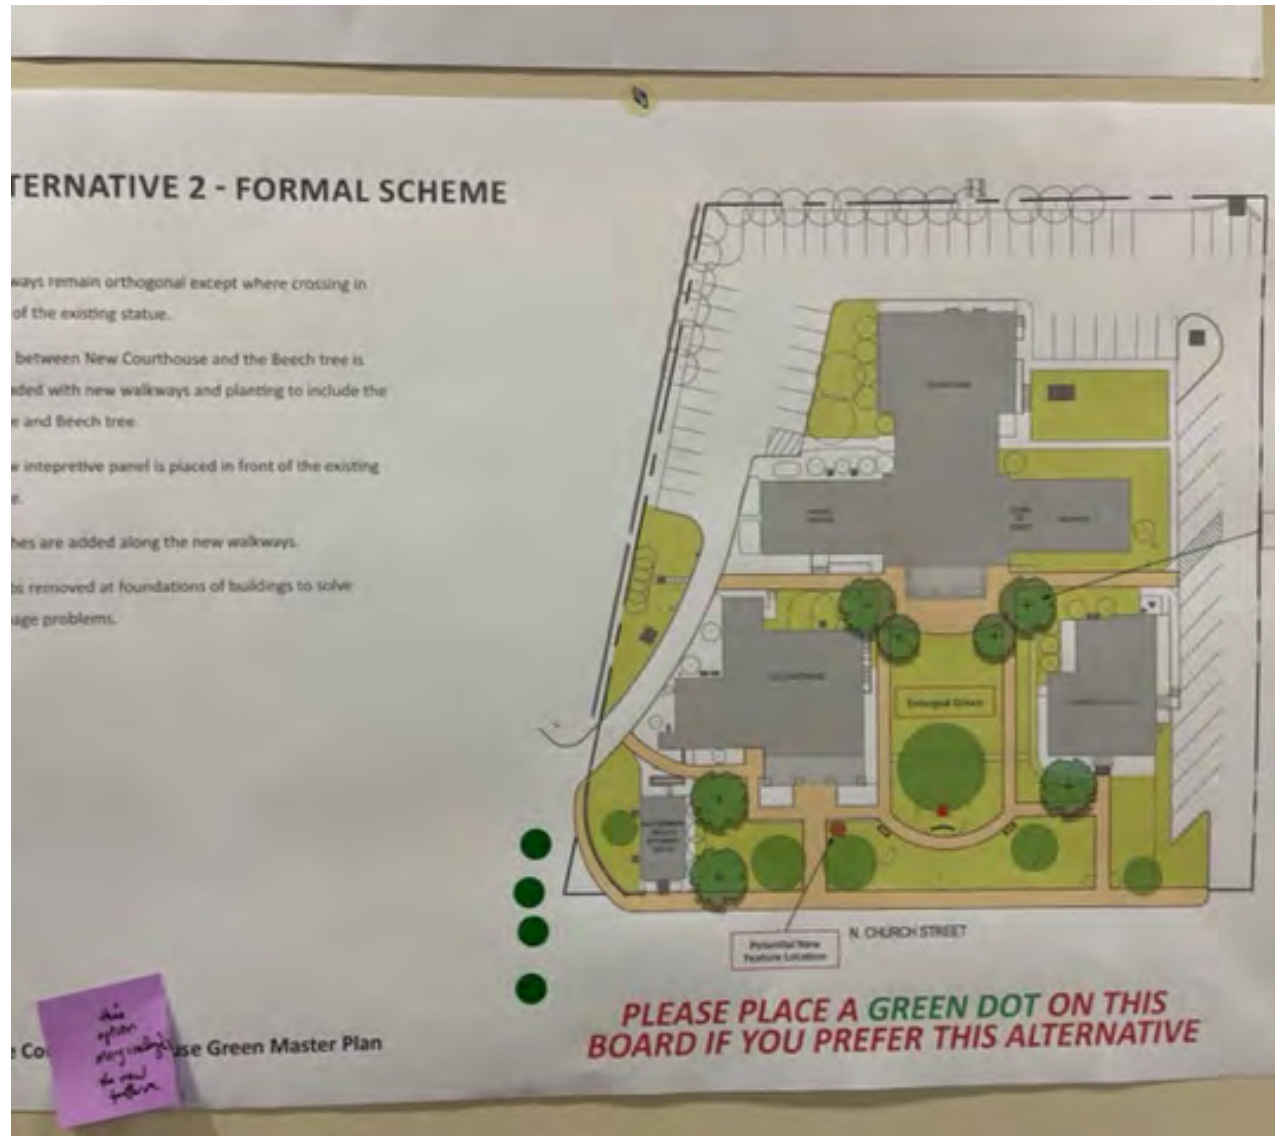 TERNATIVE 2 - FORMAL SCHEME
ways remain orthogonal except where crossing in
of the existing statue.
between New Courthouse and the Beech tree is
ded with new walkways and planting to include the
e and Beech tree.
w intepretive panel is placed in front of the existing
e.
hes are added along the new walkways.
bs removed at foundations of buildings to solve
age problems.
Enlarged Green
Potential New
Feature Location
N. CHURCH STREET
PLEASE PLACE A GREEN DOT ON THIS
BOARD IF YOU PREFER THIS ALTERNATIVE
this
option
the new
feature
e Co
use Green Master Plan